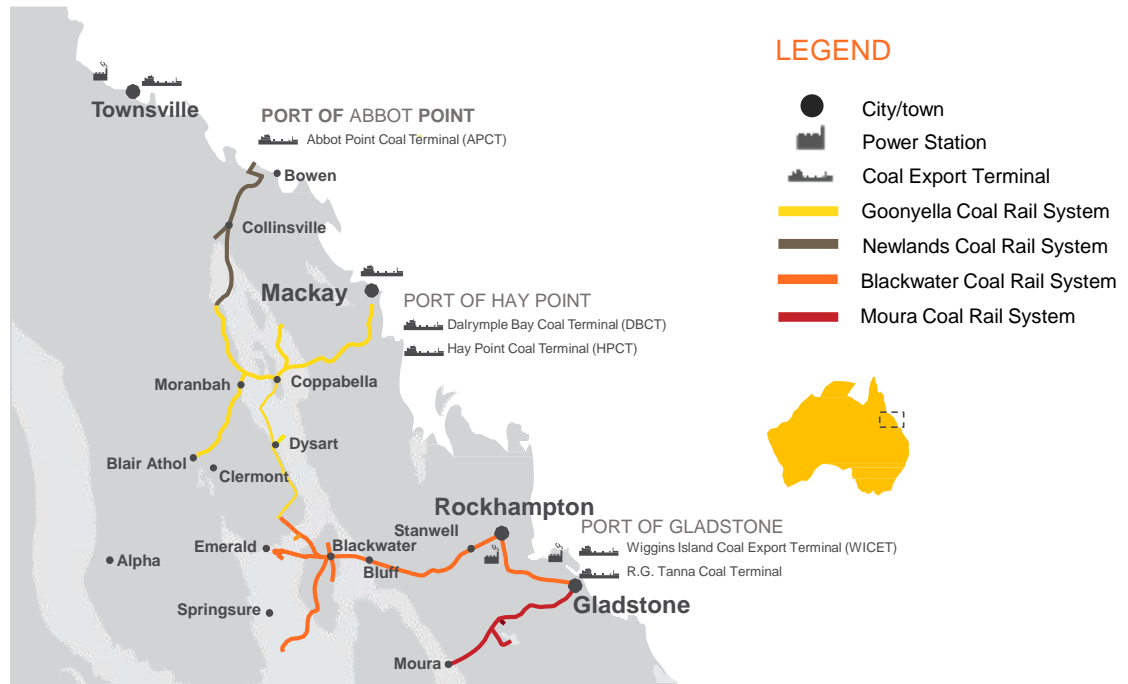 LEGEND
City/town
Power Station
Coal Export Terminal
Goonyella Coal Rail System
Newlands Coal Rail System
Blackwater Coal Rail System
Moura Coal Rail System
Townsville
PORT OF ABBOT POINT
Abbot Point Coal Terminal (APCT)
Bowen
Collinsville
Mackay
PORT OF HAY POINT
Dalrymple Bay Coal Terminal (DBCT)
Hay Point Coal Terminal (HPCT)
Moranbah
Coppabella
Dysart
Blair Athol
Clermont
Rockhampton
PORT OF GLADSTONE
Stanwell
Wiggins Island Coal Export Terminal (WICET)
Emerald
Blackwater
Alpha
Bluff
R.G. Tanna Coal Terminal
Springsure
Gladstone
Moura